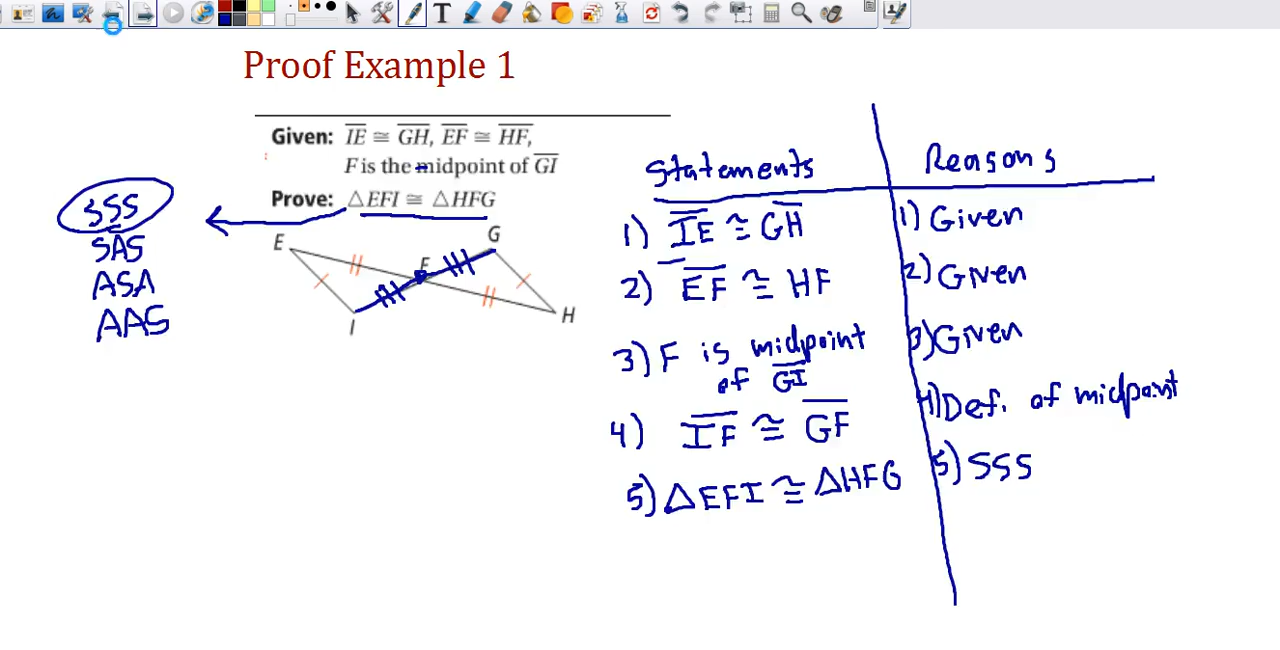 Proof Example 1
Given: IE ≅ GH, EF ≅ HF,
F is the midpoint of GI
Prove: △EFI ≅ △HFG
SSS
SAS
ASA
AAS
E
G
F
I
H
Statements
Reasons
1) IE ≅ GH
1) Given
2) EF ≅ HF
2) Given
3) F is midpoint
of GI
3) Given
4) IF ≅ GF
4) Def. of midpoint
5) △EFI ≅ △HFG
5) SSS